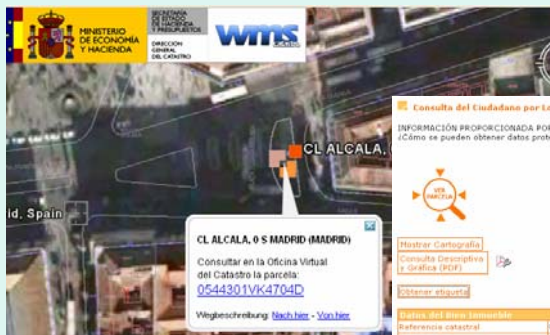 MINISTERIO
DE ECONOMÍA
Y HACIENDA
SECRETARÍA
DE ESTADO
DE HACIENDA
Y PRESUPUESTOS
DIRECCIÓN
GENERAL
DEL CATASTRO
wms
CL ALCALA,
id, Spain
CL ALCALA, 0 S MADRID (MADRID)
Consultar en la Oficina Virtual
del Catastro la parcela:
0544301VK4704D
Wegbeschreibung: Nach hier - Von hier
Consulta del Ciudadano por Lo
INFORMACIÓN PROPORCIONADA POR
¿Cómo se pueden obtener datos prot
VER
PARCELA
Mostrar Cartografía
Consulta Descriptiva
y Gráfica (PDF)
Obtener etiqueta
Datos del Bien Inmueble
Referencia catastral